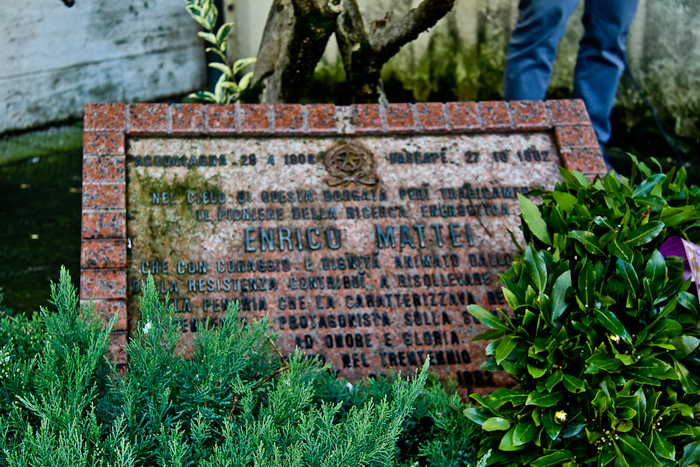 ACQUALAGNA 29 4 1906 BASCAPÈ 27 10 1962
NEL CIELO DI QUESTA BORGATA PERÌ TRAGICAMENTE
IL PIONIERE DELLA RICERCA ENERGETICA
ENRICO MATTEI
CHE CON CORAGGIO E DIGNITÀ ANIMATO DALLO
DELLA RESISTENZA CONTRIBUÌ A RISOLLEVARE
LA PENURIA CHE LA CARATTERIZZAVA
PROTAGONISTA SULLA
AD ONORE E GLORIA
NEL TRENTENNIO